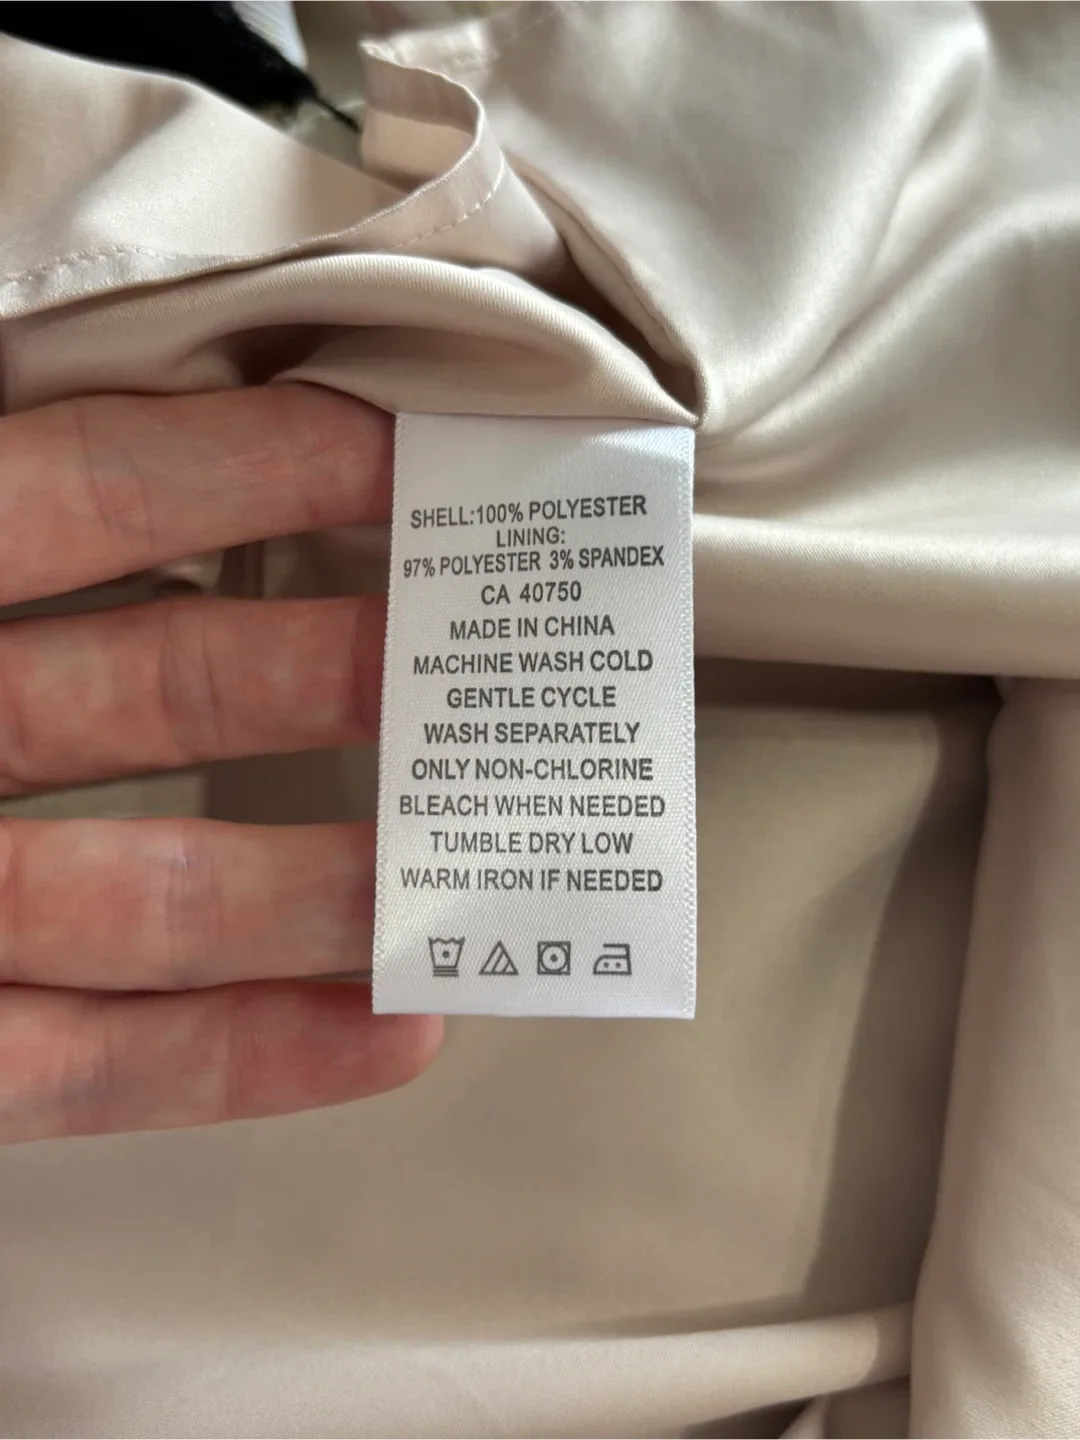 SHELL:100% POLYESTER
LINING:
97% POLYESTER 3% SPANDEX
CA 40750
MADE IN CHINA
MACHINE WASH COLD
GENTLE CYCLE
WASH SEPARATELY
ONLY NON-CHLORINE
BLEACH WHEN NEEDED
TUMBLE DRY LOW
WARM IRON IF NEEDED